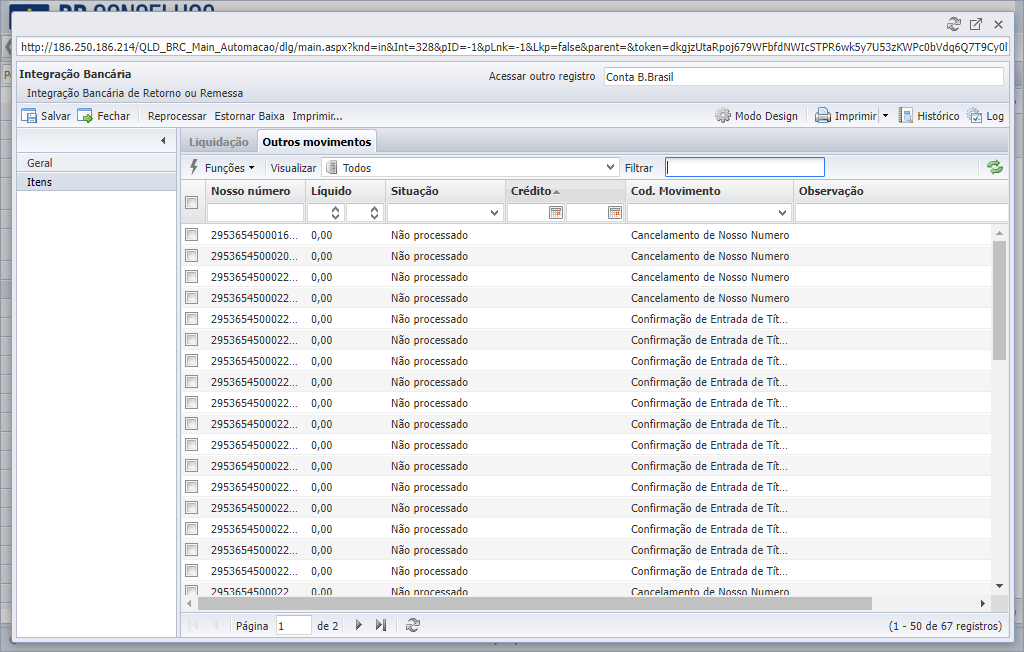 http://186.250.186.214/QLD_BRC_Main_Automacao/dlg/main.aspx?knd=in&Int=328&pID=-1&pLnk=-1&Lkp=false&parent=&token=dkgjzUtaRpoj679WFbfdNWIcSTPR6wk5y7U53zKWPc0bVdq6Q7T9Cy0l
Integração Bancária
Acessar outro registro Conta B.Brasil
Integração Bancária de Retorno ou Remessa
Salvar Fechar Reprocessar Estornar Baixa Imprimir... Modo Design Imprimir Histórico Log
Liquidação Outros movimentos
Geral
Itens
Funções Visualizar Todos Filtrar
Nosso número Líquido Situação Crédito Cod. Movimento Observação
2953654500016... 0,00 Não processado Cancelamento de Nosso Numero
2953654500020... 0,00 Não processado Cancelamento de Nosso Numero
2953654500022... 0,00 Não processado Cancelamento de Nosso Numero
2953654500022... 0,00 Não processado Cancelamento de Nosso Numero
2953654500022... 0,00 Não processado Confirmação de Entrada de Tít...
2953654500022... 0,00 Não processado Confirmação de Entrada de Tít...
2953654500022... 0,00 Não processado Confirmação de Entrada de Tít...
2953654500022... 0,00 Não processado Confirmação de Entrada de Tít...
2953654500022... 0,00 Não processado Confirmação de Entrada de Tít...
2953654500022... 0,00 Não processado Confirmação de Entrada de Tít...
2953654500022... 0,00 Não processado Confirmação de Entrada de Tít...
2953654500022... 0,00 Não processado Confirmação de Entrada de Tít...
2953654500022... 0,00 Não processado Confirmação de Entrada de Tít...
2953654500022... 0,00 Não processado Confirmação de Entrada de Tít...
2953654500022... 0,00 Não processado Confirmação de Entrada de Tít...
2953654500022... 0,00 Não processado Confirmação de Entrada de Tít...
2953654500022... 0,00 Não processado Confirmação de Entrada de Tít...
2953654500022 0,00 Não processado Cancelamento de Nosso Numero
Página 1 de 2 (1 - 50 de 67 registros)